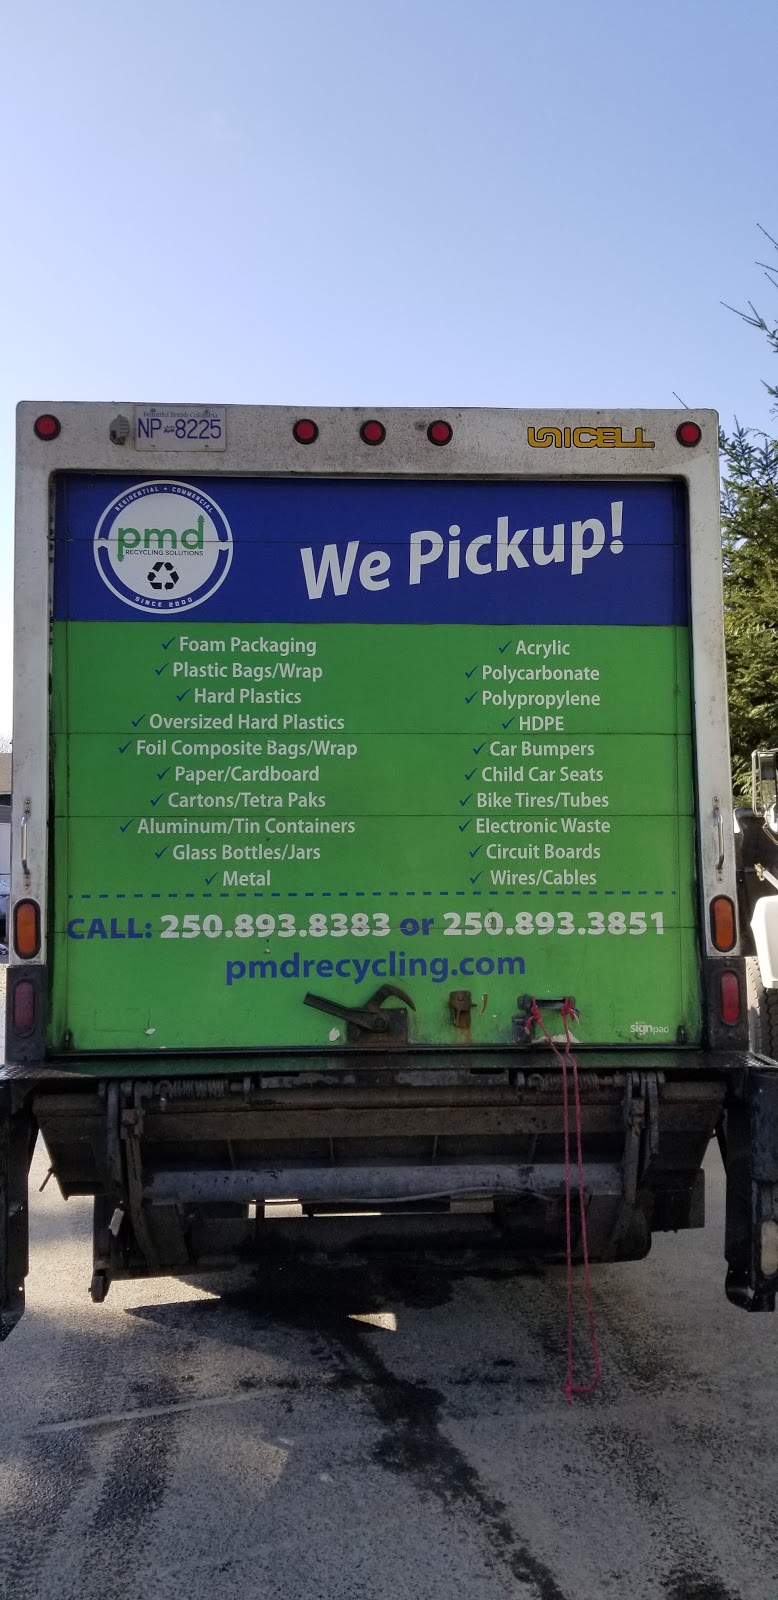 Beautiful British Columbia
NP 8225
UNICELL
RESIDENTIAL • COMMERCIAL
pmd
RECYCLING SOLUTIONS
SINCE 2000
We Pickup!
✓ Foam Packaging
✓ Plastic Bags/Wrap
✓ Hard Plastics
✓ Oversized Hard Plastics
✓ Foil Composite Bags/Wrap
✓ Paper/Cardboard
✓ Cartons/Tetra Paks
✓ Aluminum/Tin Containers
✓ Glass Bottles/Jars
✓ Metal
✓ Acrylic
✓ Polycarbonate
✓ Polypropylene
✓ HDPE
✓ Car Bumpers
✓ Child Car Seats
✓ Bike Tires/Tubes
✓ Electronic Waste
✓ Circuit Boards
✓ Wires/Cables
CALL: 250.893.8383 or 250.893.3851
pmdrecycling.com
signpad